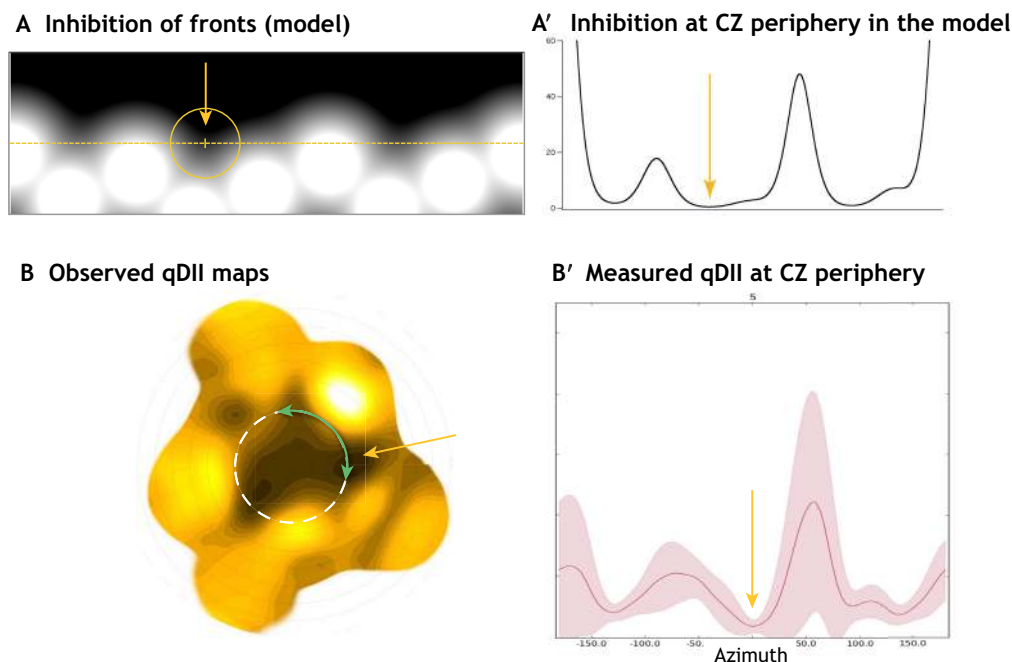 A Inhibition of fronts (model)
A′ Inhibition at CZ periphery in the model
60
40
20
0
B Observed qDII maps
B′ Measured qDII at CZ periphery
5
-150.0
-100.0
-50.
0.0
50.0
100.0
150.0
Azimuth